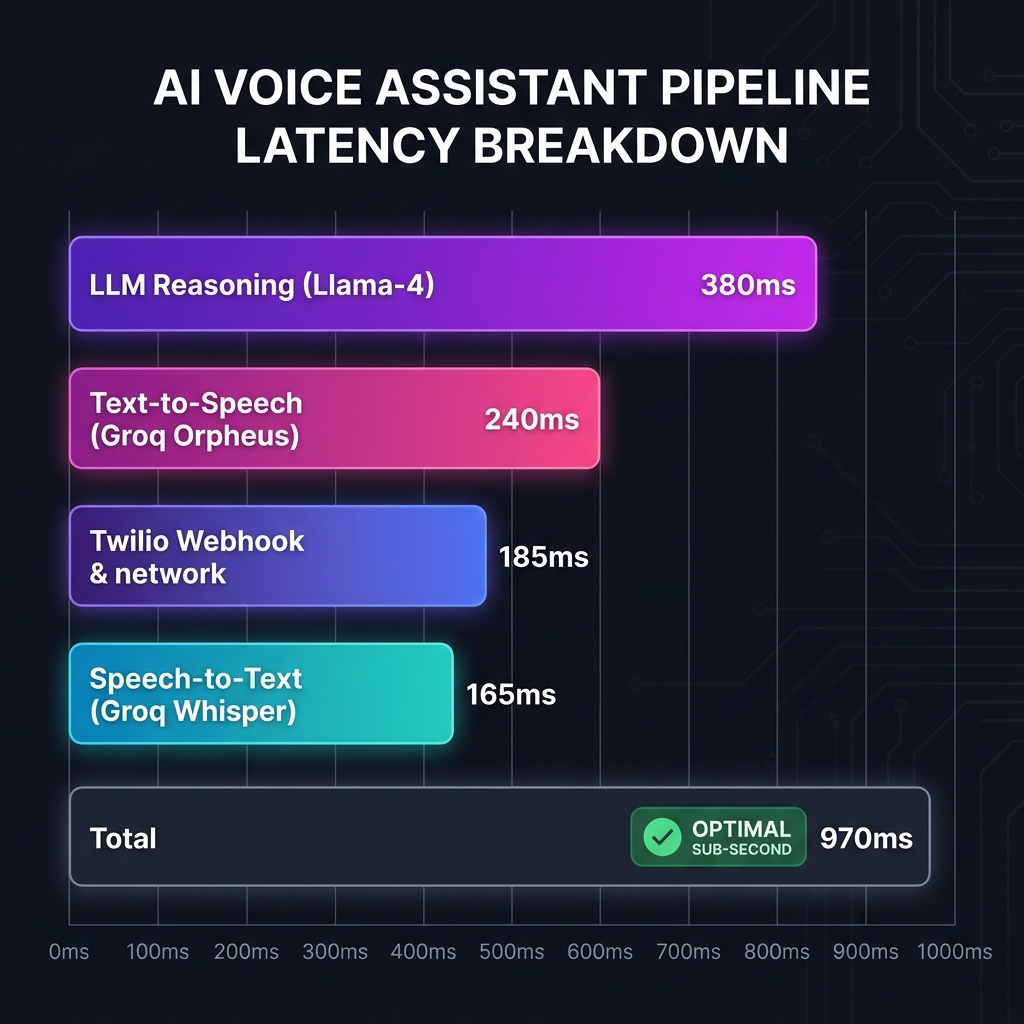 AI VOICE ASSISTANT PIPELINE
LATENCY BREAKDOWN
LLM Reasoning (Llama-4)
380ms
Text-to-Speech
(Groq Orpheus)
240ms
Twilio Webhook
& network
185ms
Speech-to-Text
(Groq Whisper)
165ms
Total
OPTIMAL
SUB-SECOND
970ms
0ms 100ms 200ms 300ms 400ms 500ms 600ms 700ms 800ms 900ms 1000ms